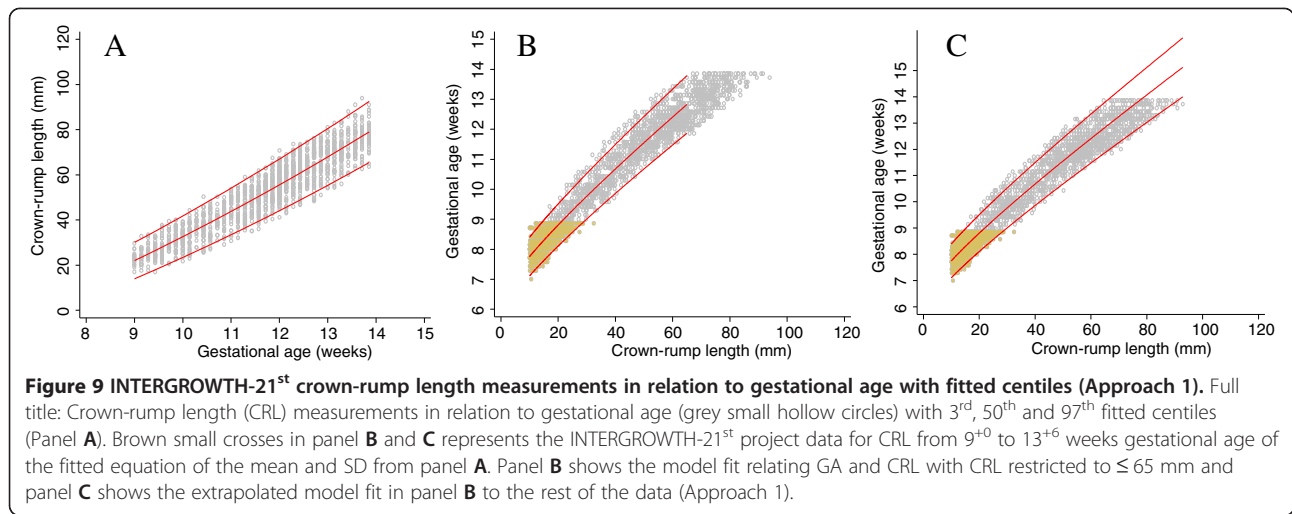 A
B
C
Crown-rump length (mm)
0 20 40 60 80 100 120
8 9 10 11 12 13 14 15
Gestational age (weeks)
Gestational age (weeks)
6 7 8 9 10 11 12 13 14 15
0 20 40 60 80 100 120
Crown-rump length (mm)
Gestational age (weeks)
6 7 8 9 10 11 12 13 14 15
0 20 40 60 80 100 120
Crown-rump length (mm)
Figure 9 INTERGROWTH-21st crown-rump length measurements in relation to gestational age with fitted centiles (Approach 1). Full
title: Crown-rump length (CRL) measurements in relation to gestational age (grey small hollow circles) with 3rd, 50th and 97th fitted centiles
(Panel A). Brown small crosses in panel B and C represents the INTERGROWTH-21st project data for CRL from 9+0 to 13+6 weeks gestational age of
the fitted equation of the mean and SD from panel A. Panel B shows the model fit relating GA and CRL with CRL restricted to ≤ 65 mm and
panel C shows the extrapolated model fit in panel B to the rest of the data (Approach 1).